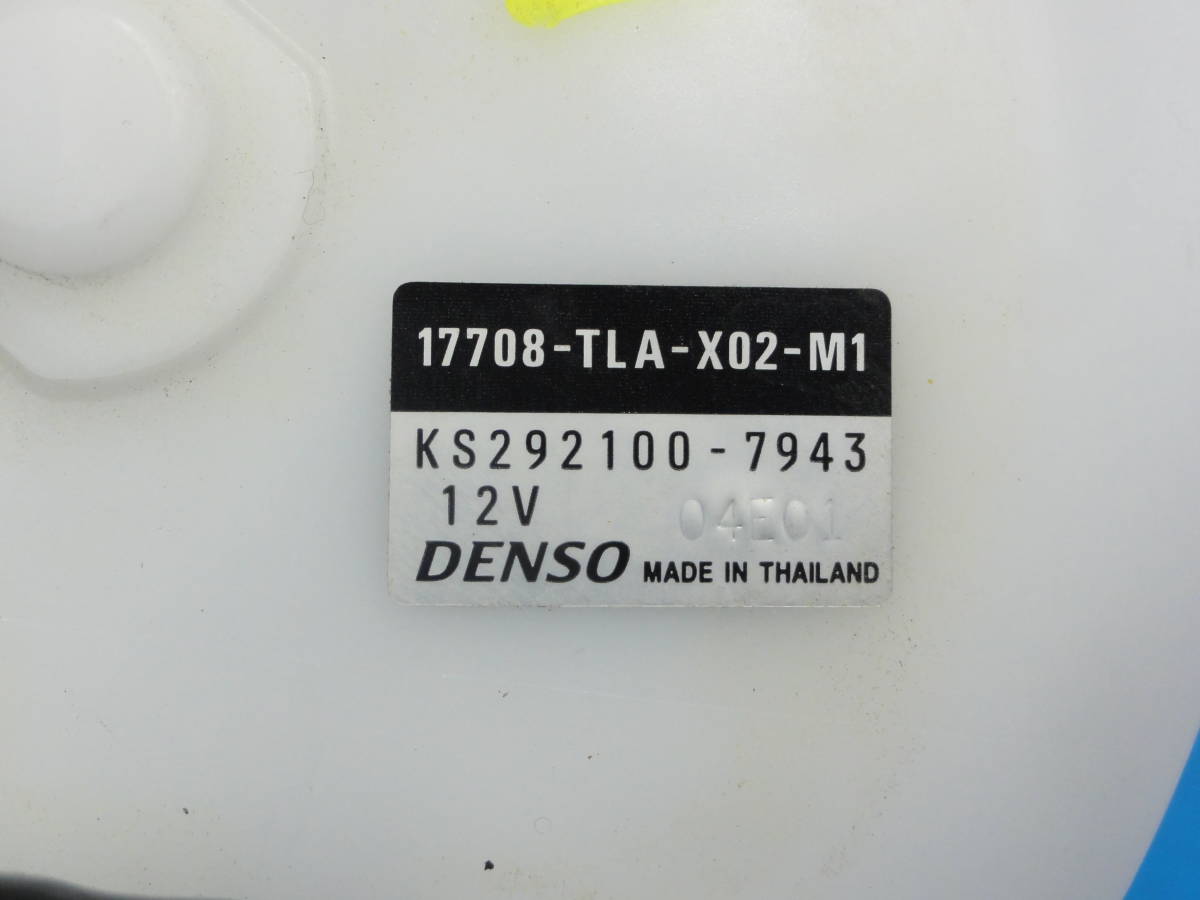 17708-TLA-X02-M1
KS292100-7943
12V 04E01
DENSO MADE IN THAILAND